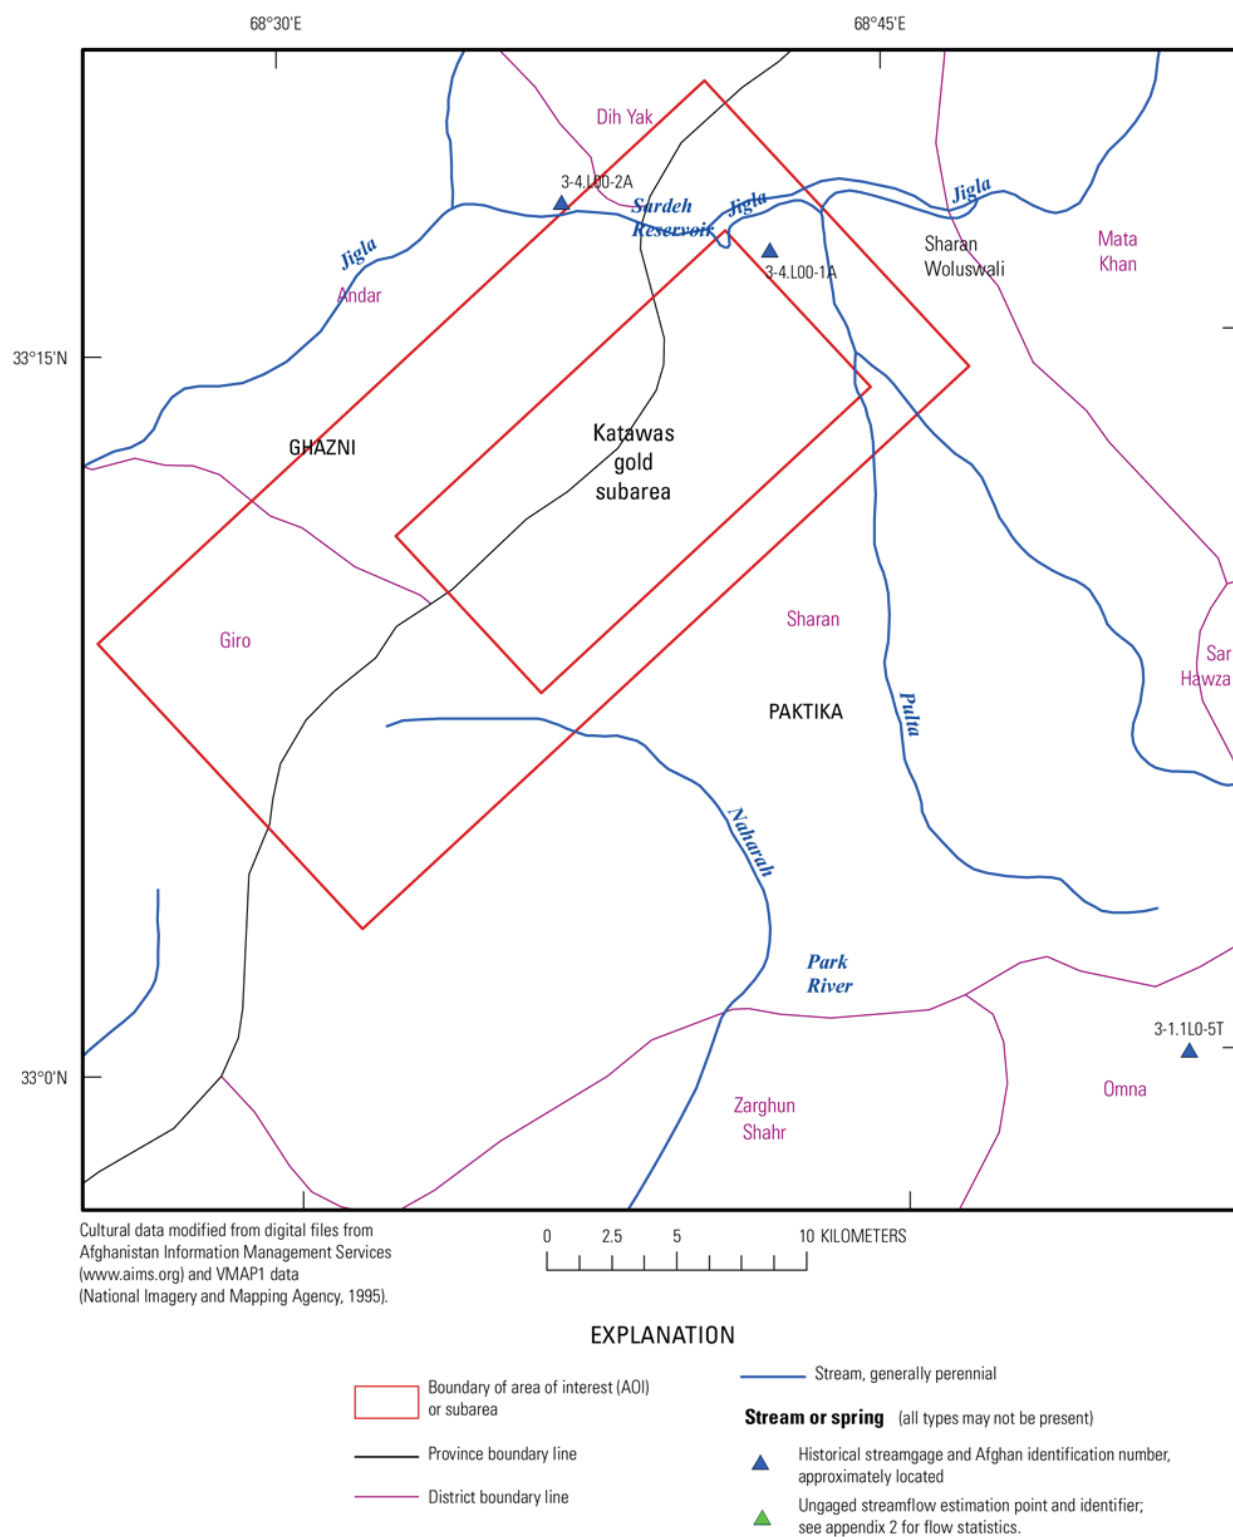 68°30'E
68°45'E
Dih Yak
3-4.L00-2A
Surdeh
Reservoir
Jigla
Jigla
Jigla
Sharan
Woluswali
Mata
Khan
3-4.L00-1A
Andar
33°15'N
GHAZNI
Katawas
gold
subarea
Giro
Sharan
Sar
Hawza
PAKTIKA
Pulta
Naharah
Park
River
3-1.1L0-5T
33°0'N
Omna
Zarghun
Shahr
Cultural data modified from digital files from
Afghanistan Information Management Services
(www.aims.org) and VMAP1 data
(National Imagery and Mapping Agency, 1995).
0 2.5 5 10 KILOMETERS
EXPLANATION
Boundary of area of interest (AOI)
or subarea
Province boundary line
District boundary line
Stream, generally perennial
Stream or spring (all types may not be present)
Historical streamgage and Afghan identification number,
approximately located
Ungaged streamflow estimation point and identifier;
see appendix 2 for flow statistics.